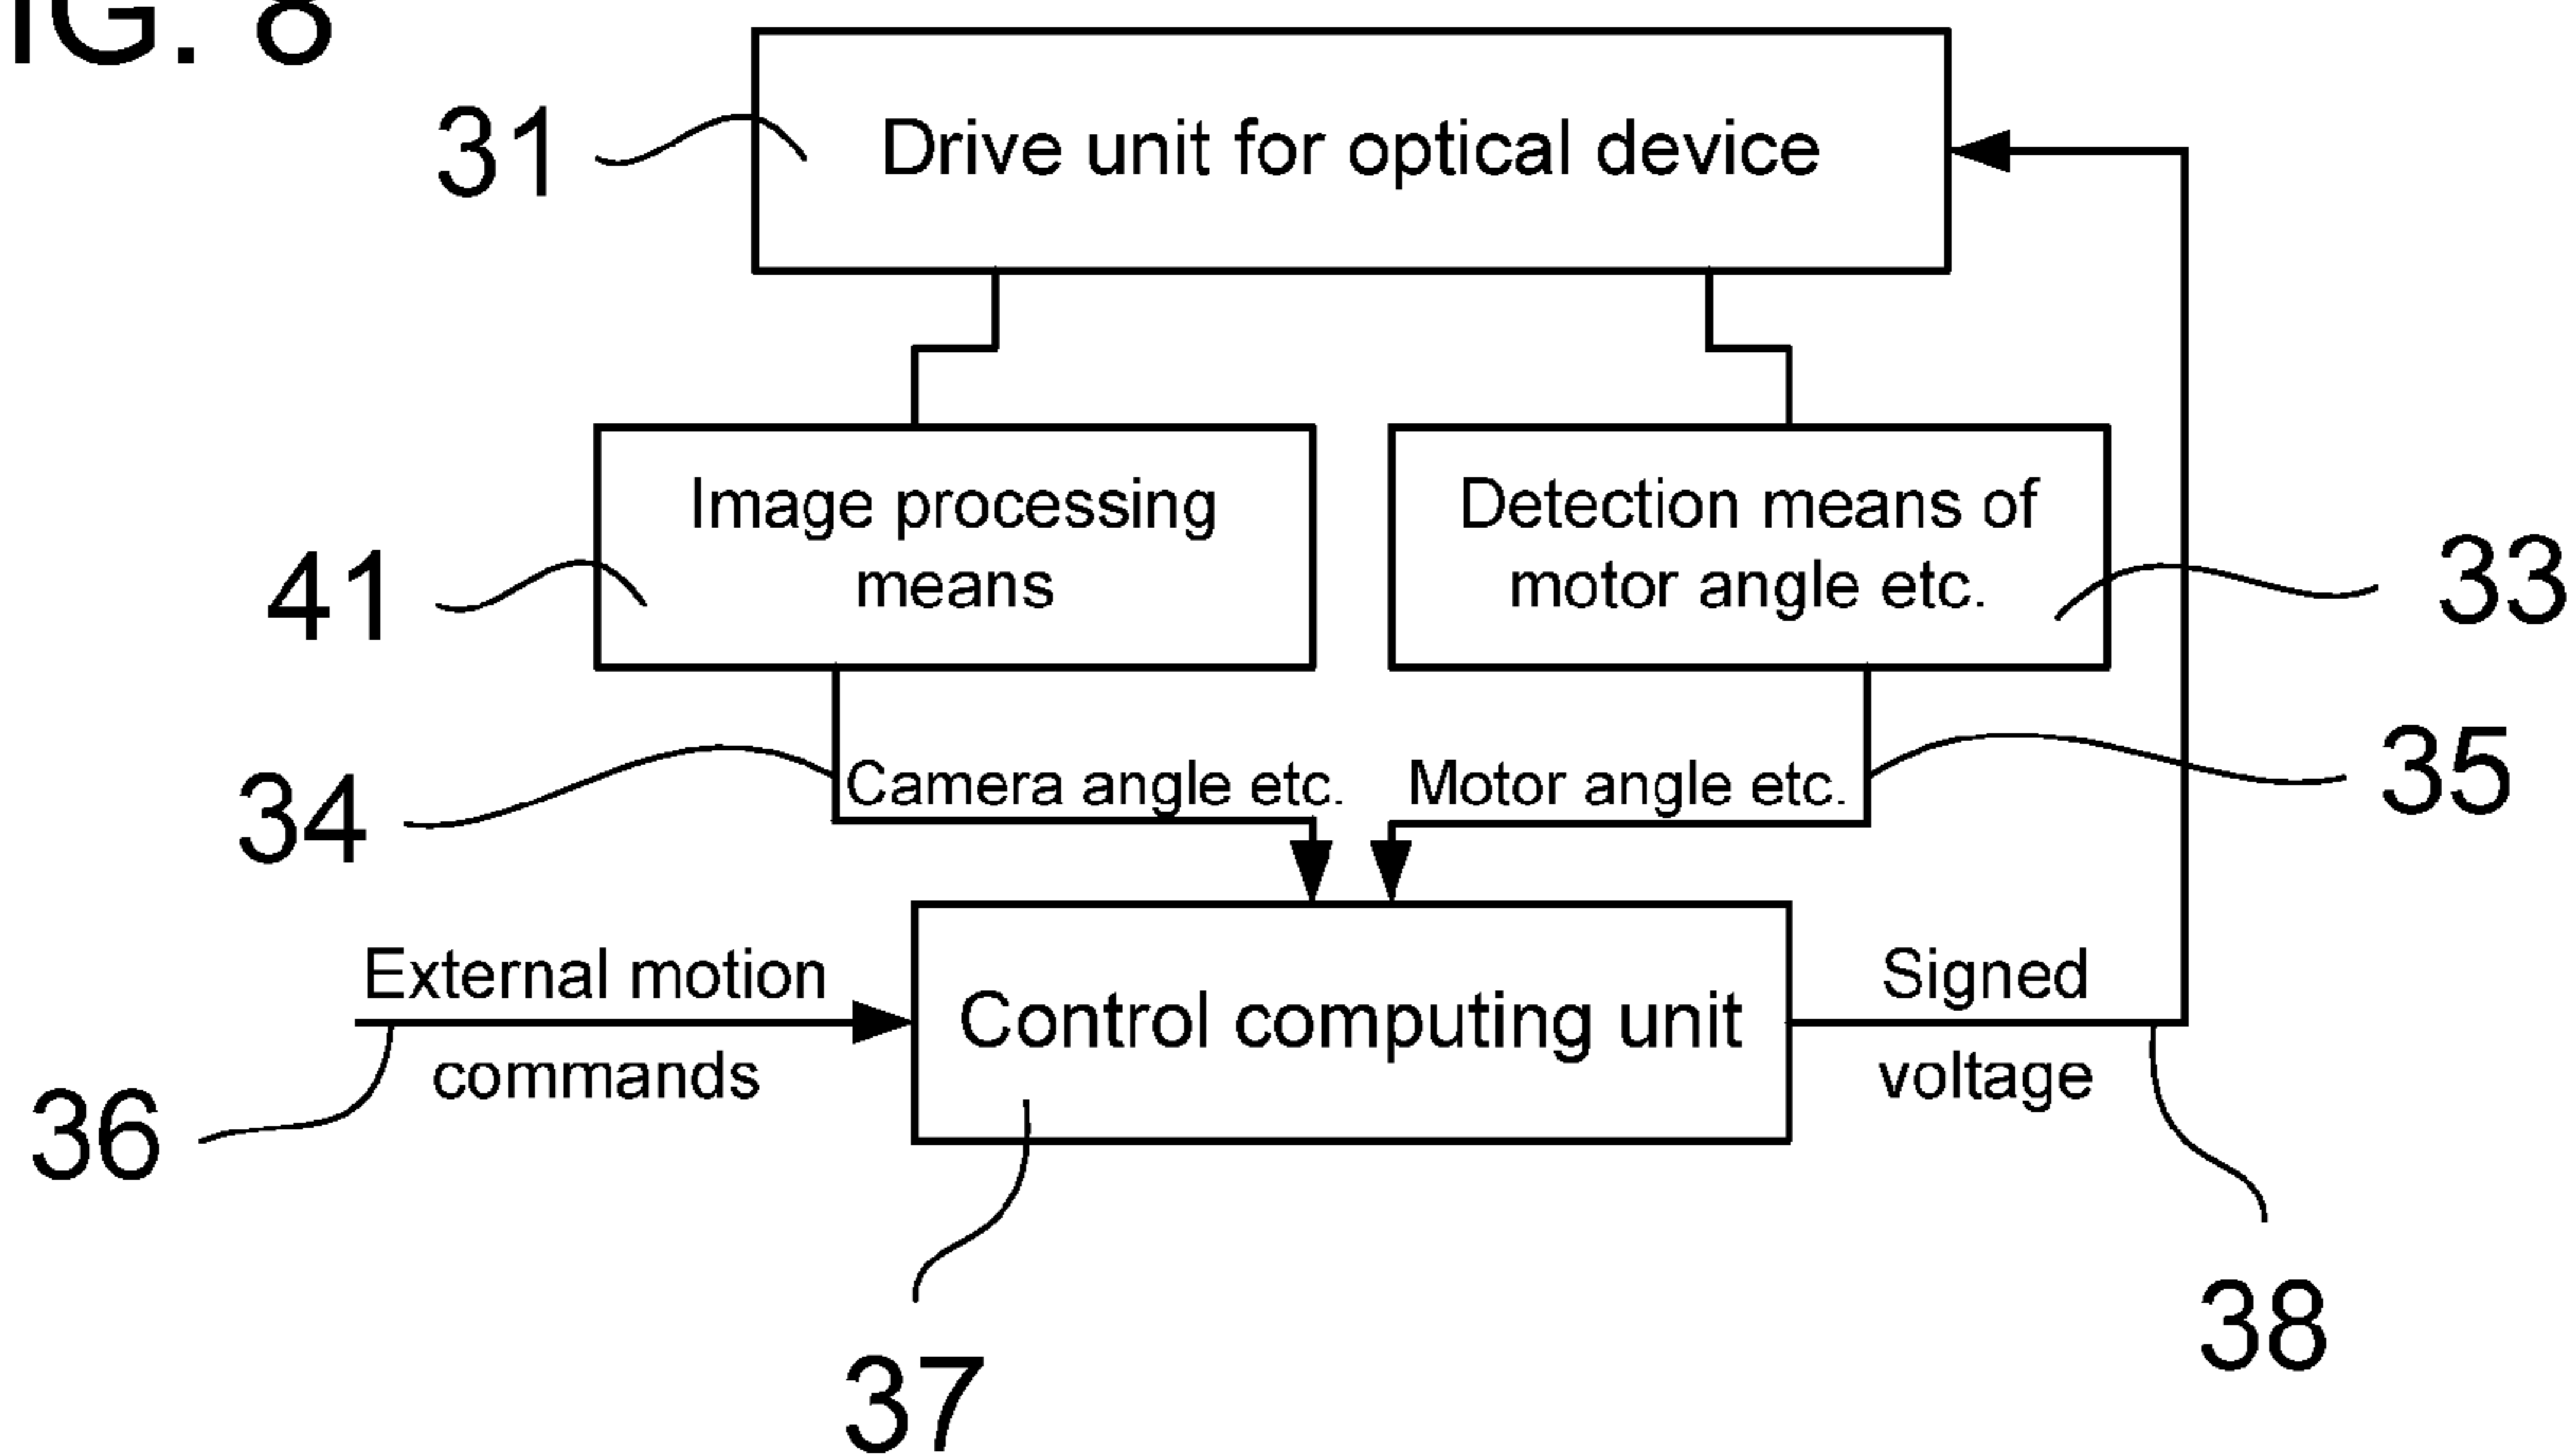 IG. 8
31
Drive unit for optical device
Image processing
means
41
Detection means of
motor angle etc.
33
34
Camera angle etc.
Motor angle etc.
35
External motion
commands
36
Control computing unit
37
Signed
voltage
38